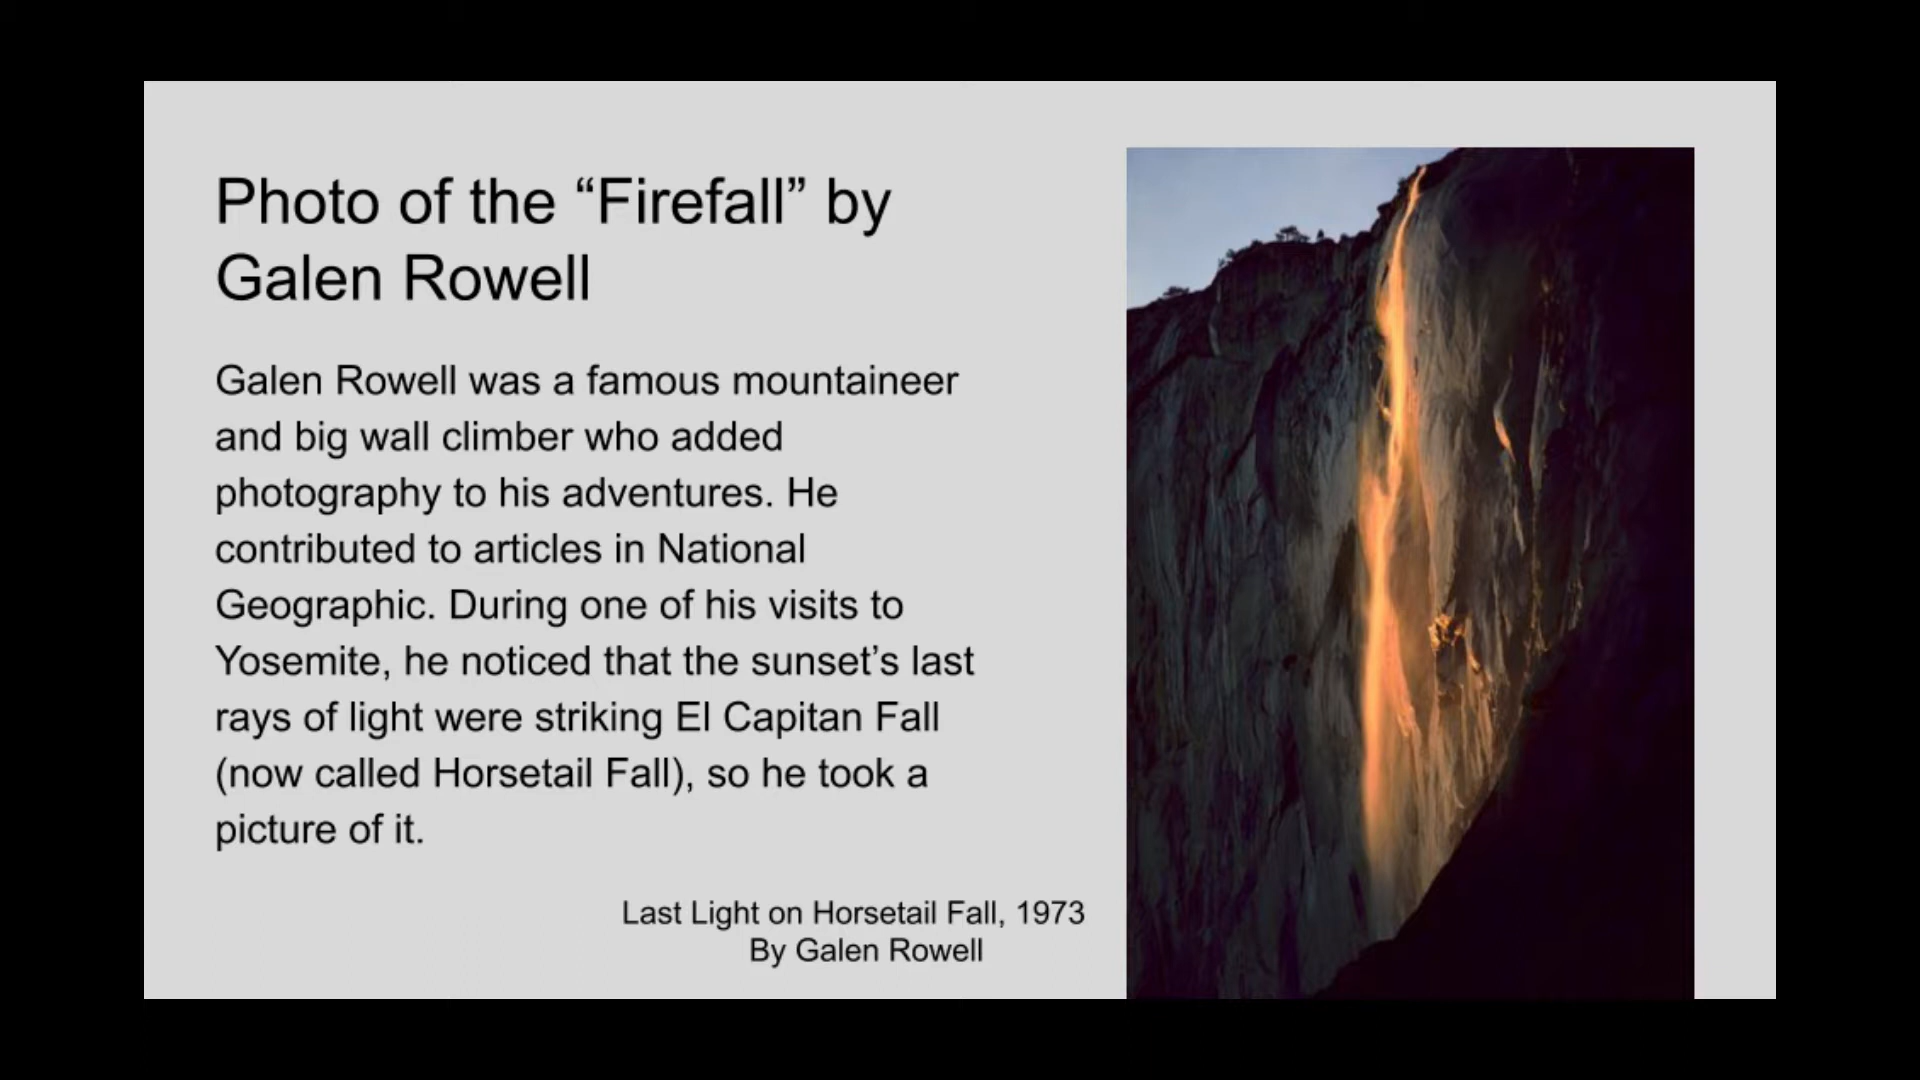 Photo of the “Firefall” by
Galen Rowell
Galen Rowell was a famous mountaineer
and big wall climber who added
photography to his adventures. He
contributed to articles in National
Geographic. During one of his visits to
Yosemite, he noticed that the sunset’s last
rays of light were striking El Capitan Fall
(now called Horsetail Fall), so he took a
picture of it.
Last Light on Horsetail Fall, 1973
By Galen Rowell